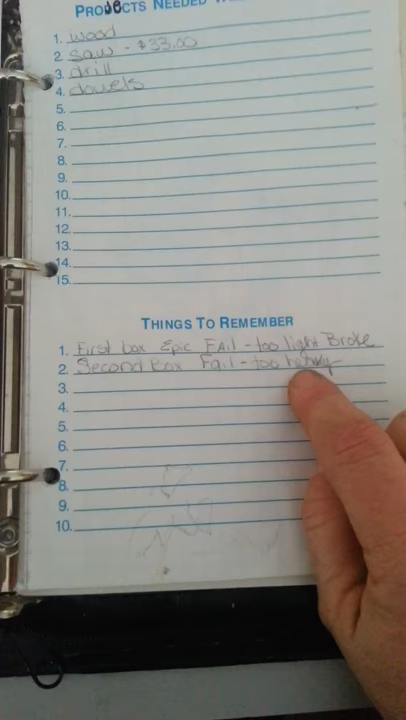 PRODUCTS NEEDED
1. wood
2. saw - $33.00
3. drill
4. dowels
5.
6.
7.
8.
9.
10.
11.
12.
13.
14.
15.
THINGS TO REMEMBER
1. First box Epic FAil - too light Broke
2. Second Box Fail - too heavy
3.
4.
5.
6.
7.
8.
9.
10.